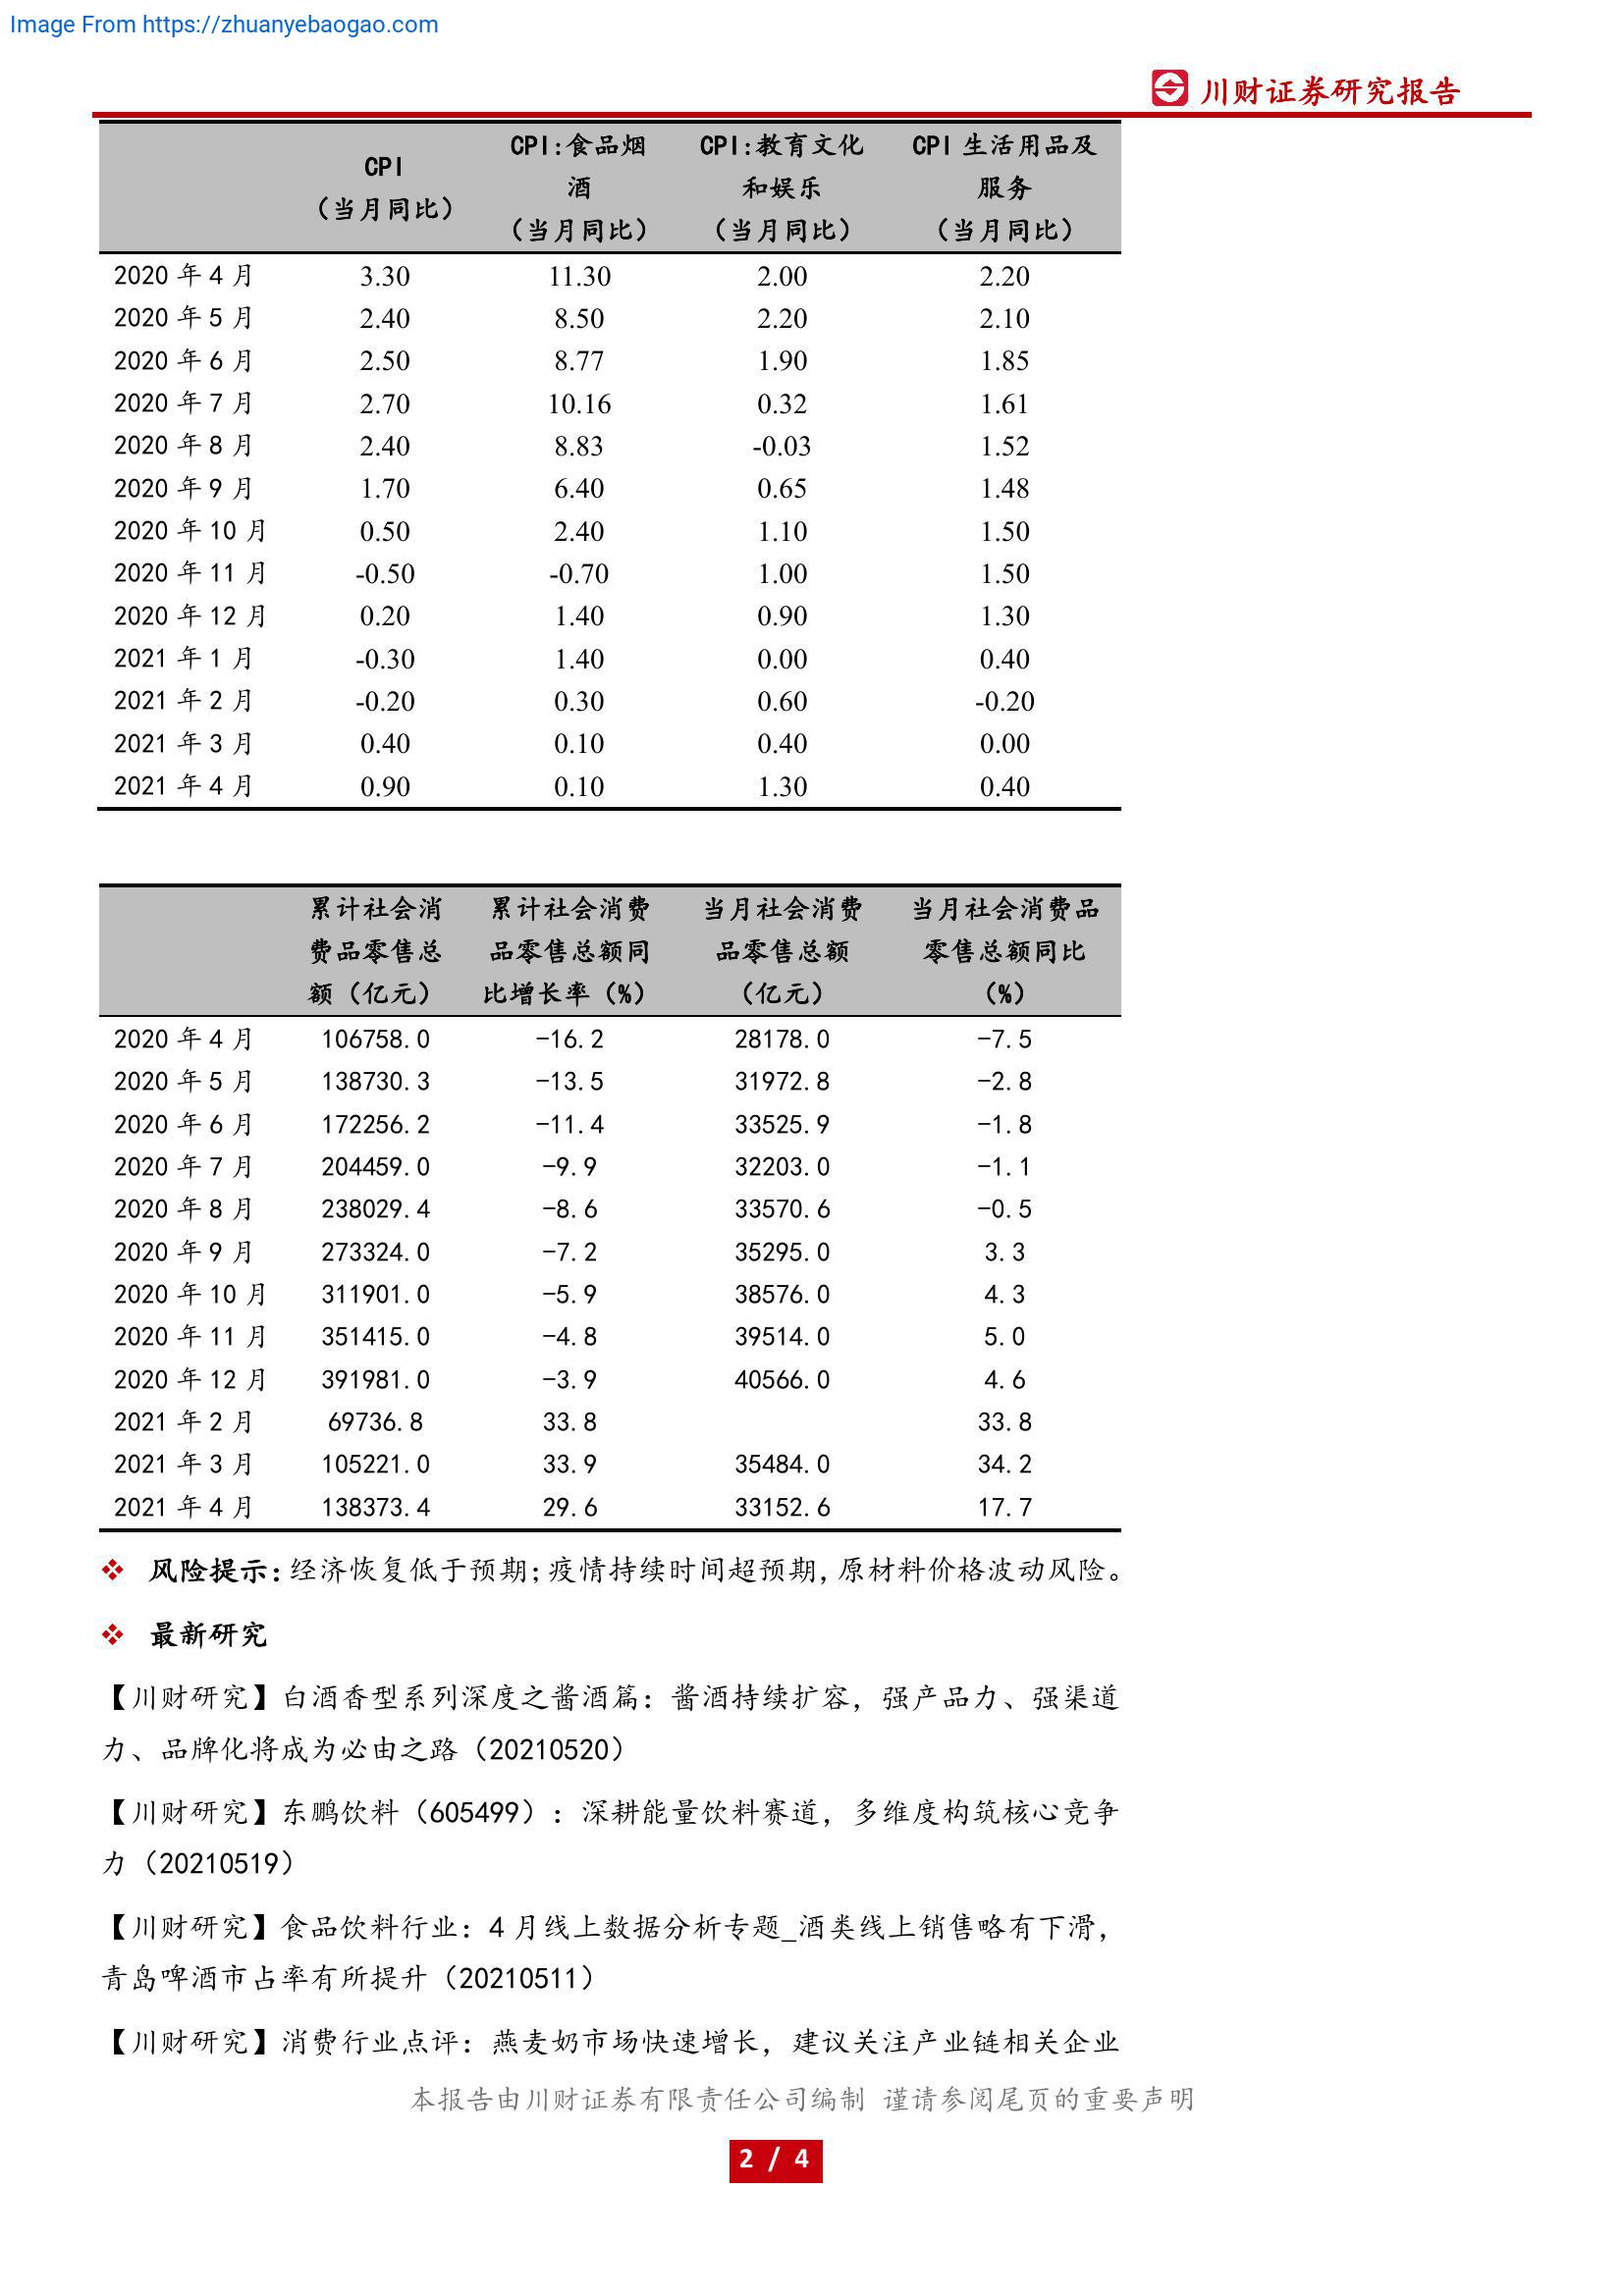 Image From https://zhuanyebaogao.com
川财证券研究报告
CPI
（当月同比）
CPI:食品烟
酒
（当月同比）
CPI:教育文化
和娱乐
（当月同比）
CPI 生活用品及
服务
（当月同比）
2020 年 4 月 3.30 11.30 2.00 2.20
2020 年 5 月 2.40 8.50 2.20 2.10
2020 年 6 月 2.50 8.77 1.90 1.85
2020 年 7 月 2.70 10.16 0.32 1.61
2020 年 8 月 2.40 8.83 -0.03 1.52
2020 年 9 月 1.70 6.40 0.65 1.48
2020 年 10 月 0.50 2.40 1.10 1.50
2020 年 11 月 -0.50 -0.70 1.00 1.50
2020 年 12 月 0.20 1.40 0.90 1.30
2021 年 1 月 -0.30 1.40 0.00 0.40
2021 年 2 月 -0.20 0.30 0.60 -0.20
2021 年 3 月 0.40 0.10 0.40 0.00
2021 年 4 月 0.90 0.10 1.30 0.40
累计社会消
费品零售总
额（亿元）
累计社会消费
品零售总额同
比增长率（%）
当月社会消费
品零售总额
（亿元）
当月社会消费品
零售总额同比
（%）
2020 年 4 月 106758.0 -16.2 28178.0 -7.5
2020 年 5 月 138730.3 -13.5 31972.8 -2.8
2020 年 6 月 172256.2 -11.4 33525.9 -1.8
2020 年 7 月 204459.0 -9.9 32203.0 -1.1
2020 年 8 月 238029.4 -8.6 33570.6 -0.5
2020 年 9 月 273324.0 -7.2 35295.0 3.3
2020 年 10 月 311901.0 -5.9 38576.0 4.3
2020 年 11 月 351415.0 -4.8 39514.0 5.0
2020 年 12 月 391981.0 -3.9 40566.0 4.6
2021 年 2 月 69736.8 33.8 33.8
2021 年 3 月 105221.0 33.9 35484.0 34.2
2021 年 4 月 138373.4 29.6 33152.6 17.7
❖ 风险提示:经济恢复低于预期;疫情持续时间超预期,原材料价格波动风险。
❖ 最新研究
【川财研究】白酒香型系列深度之酱酒篇：酱酒持续扩容，强产品力、强渠道
力、品牌化将成为必由之路（20210520）
【川财研究】东鹏饮料（605499）：深耕能量饮料赛道，多维度构筑核心竞争
力（20210519）
【川财研究】食品饮料行业：4 月线上数据分析专题_酒类线上销售略有下滑，
青岛啤酒市占率有所提升（20210511）
【川财研究】消费行业点评：燕麦奶市场快速增长，建议关注产业链相关企业
本报告由川财证券有限责任公司编制 谨请参阅尾页的重要声明
2 / 4